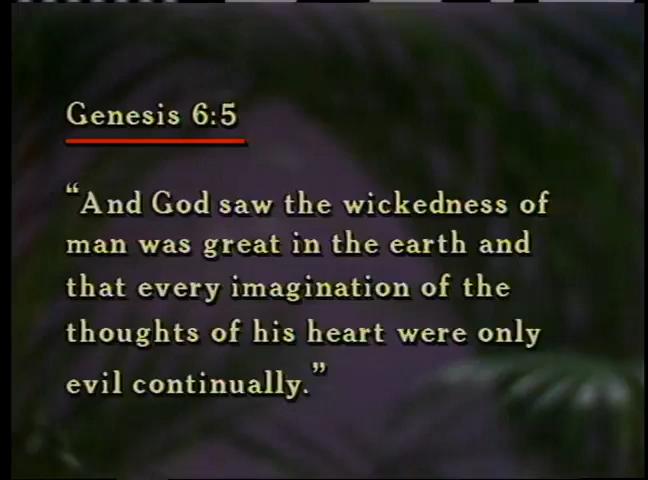 Genesis 6:5
“And God saw the wickedness of
man was great in the earth and
that every imagination of the
thoughts of his heart were only
evil continually.”